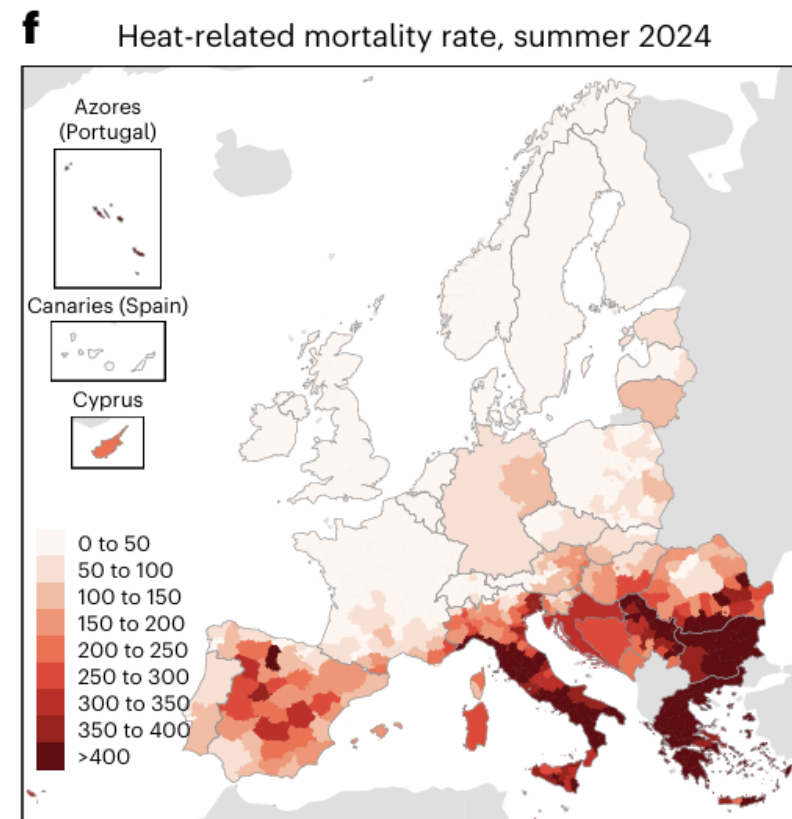 f
Heat-related mortality rate, summer 2024
Azores
(Portugal)
Canaries (Spain)
Cyprus
0 to 50
50 to 100
100 to 150
150 to 200
200 to 250
250 to 300
300 to 350
350 to 400
>400